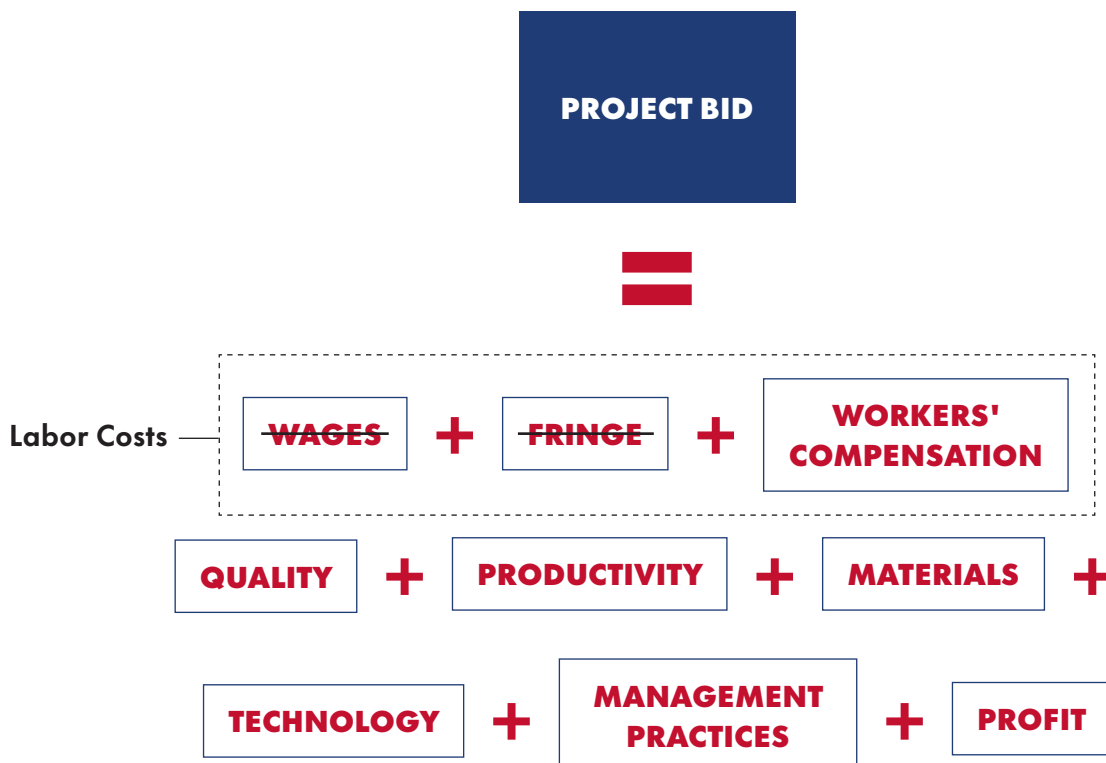 PROJECT BID
=
Labor Costs
WAGES + FRINGE + WORKERS'
COMPENSATION
QUALITY + PRODUCTIVITY + MATERIALS +
TECHNOLOGY + MANAGEMENT
PRACTICES + PROFIT